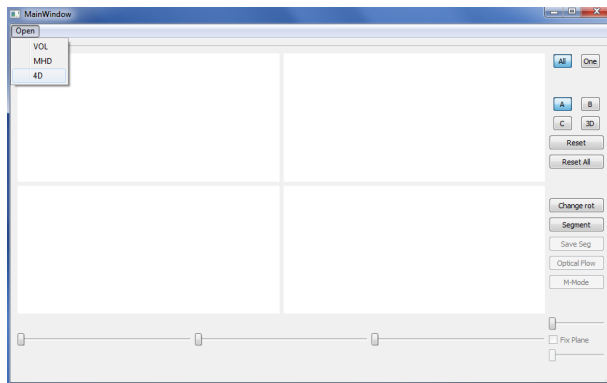 MainWindow
Open
VOL
MHD
4D
All One
A B
C 3D
Reset
Reset All
Change rot
Segment
Save Seg
Optical Flow
M-Mode
Fix Plane